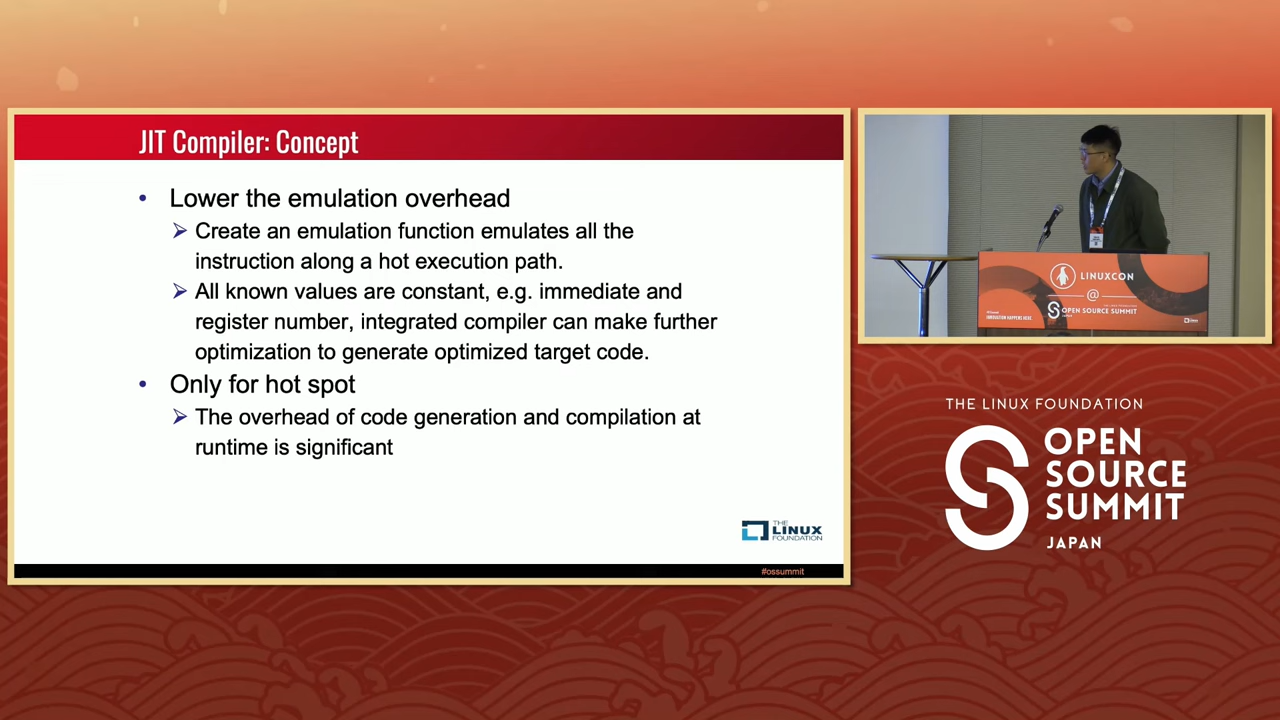 JIT Compiler: Concept
• Lower the emulation overhead
➢ Create an emulation function emulates all the
instruction along a hot execution path.
➢ All known values are constant, e.g. immediate and
register number, integrated compiler can make further
optimization to generate optimized target code.
• Only for hot spot
➢ The overhead of code generation and compilation at
runtime is significant
THE
LINUX
FOUNDATION
#ossummit
LINUXCON
@
OPEN SOURCE SUMMIT
INNOVATION HAPPENS HERE
THE LINUX FOUNDATION
OPEN
SOURCE
SUMMIT
JAPAN